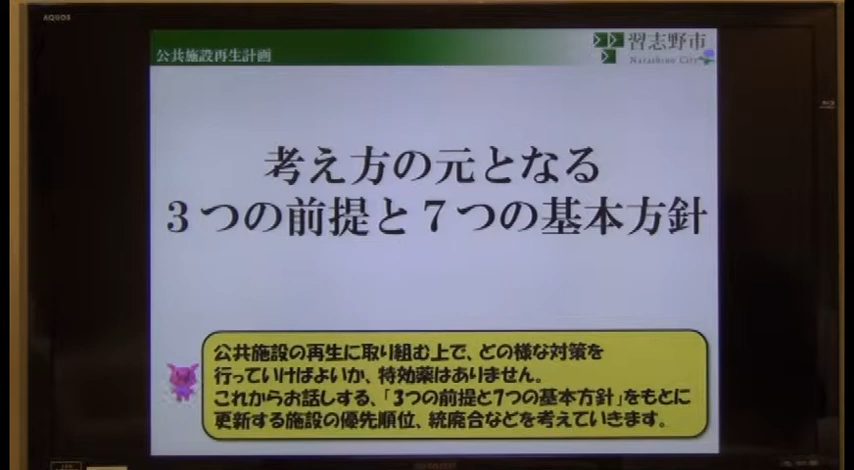 AQUOS
公共施設再生計画
習志野市
Narashino City
考え方の元となる
3つの前提と7つの基本方針
公共施設の再生に取り組む上で、どの様な対策を
行っていけばよいか、特効薬はありません。
これからお話しする、「3つの前提と7つの基本方針」をもとに
更新する施設の優先順位、統廃合などを考えていきます。